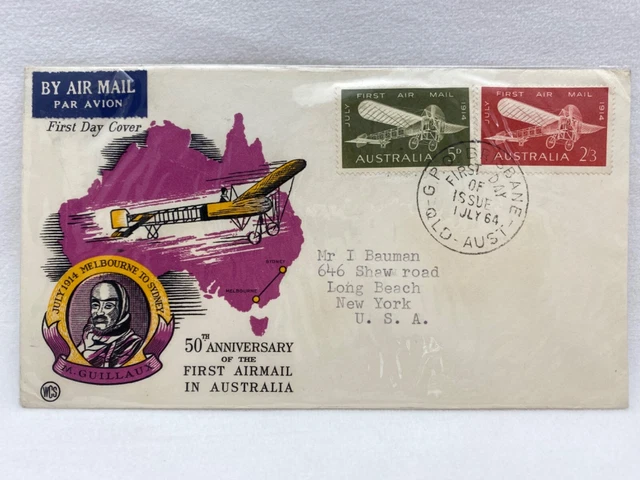 BY AIR MAIL
PAR AVION
First Day Cover
JULY FIRST AIR MAIL 1914
AUSTRALIA 5D
JULY FIRST AIR MAIL 1914
AUSTRALIA 2/3
G.P.O. BRISBANE
FIRST DAY
OF
ISSUE
1 JULY 64
QLD-AUST
SYDNEY
MELBOURNE
Mr I Bauman
646 Shaw road
Long Beach
New York
U. S. A.
JULY 1914 MELBOURNE TO SYDNEY
M. GUILLAUX
50TH ANNIVERSARY
OF THE
FIRST AIRMAIL
IN AUSTRALIA
WCS